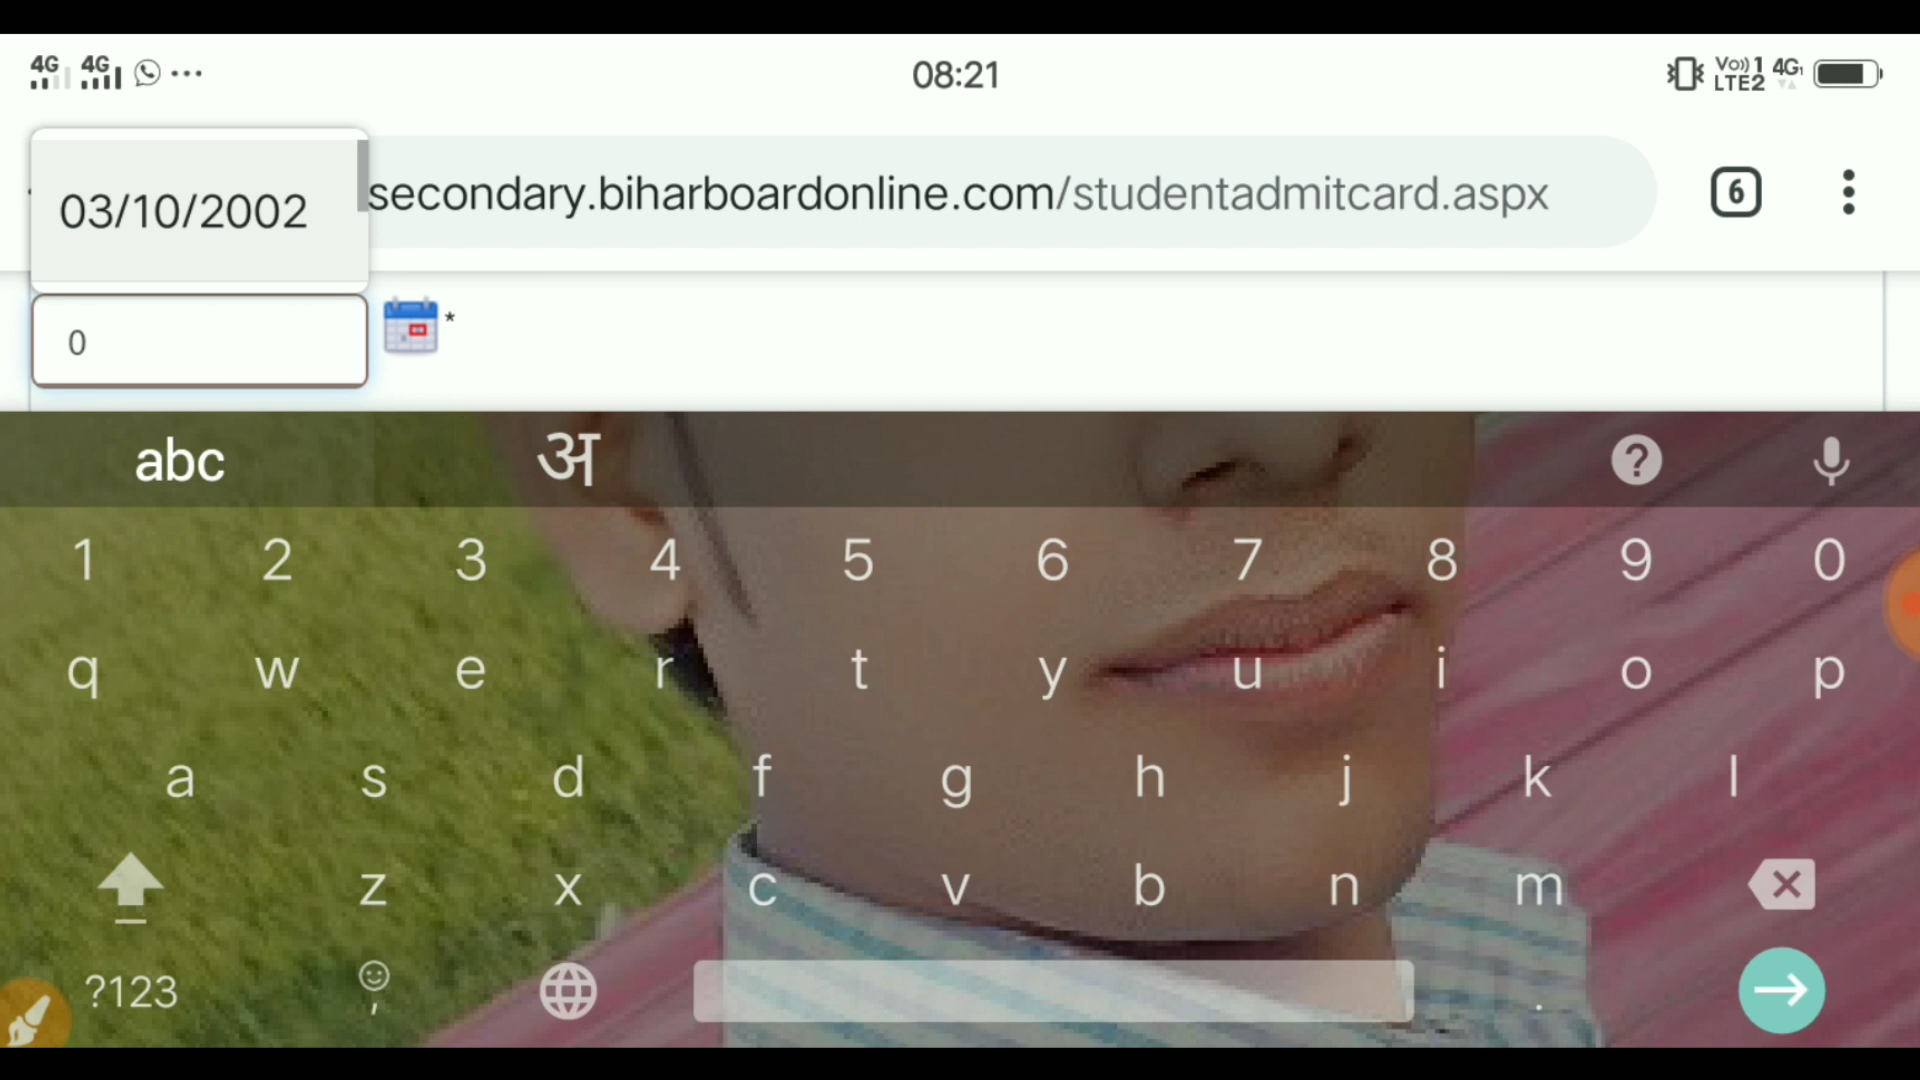 4G 4G ... 08:21 Vo)) 1 LTE2 4G1
03/10/2002
secondary.biharboardonline.com/studentadmitcard.aspx 6
0 *
abc अ ?
1 2 3 4 5 6 7 8 9 0
q w e r t y u i o p
a s d f g h j k l
z x c v b n m
?123 , .